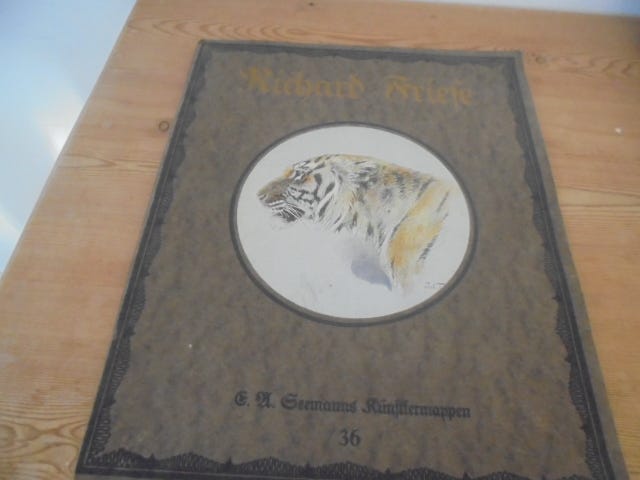 Richard Friese
E. A. Seemanns Künstlermappen
36